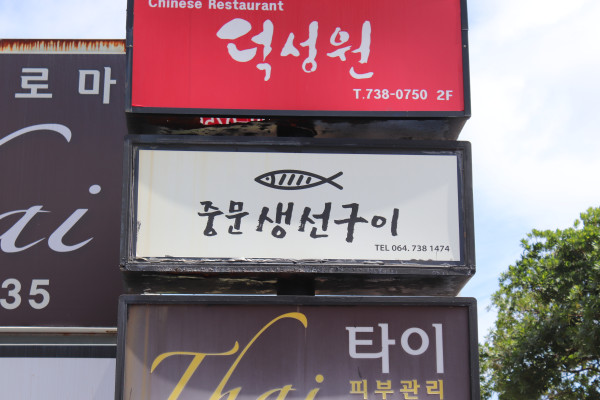 Chinese Restaurant
덕성원
T.738-0750 2F
로마
ai
35
중문생선구이
TEL 064. 738 1474
Thai
타이
피부관리